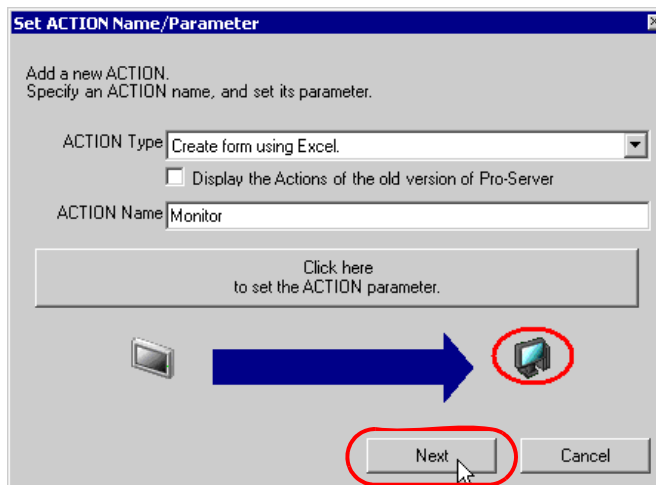 Set ACTION Name/Parameter
Add a new ACTION.
Specify an ACTION name, and set its parameter.
ACTION Type Create form using Excel.
Display the Actions of the old version of Pro-Server
ACTION Name Monitor
Click here
to set the ACTION parameter.
Next Cancel